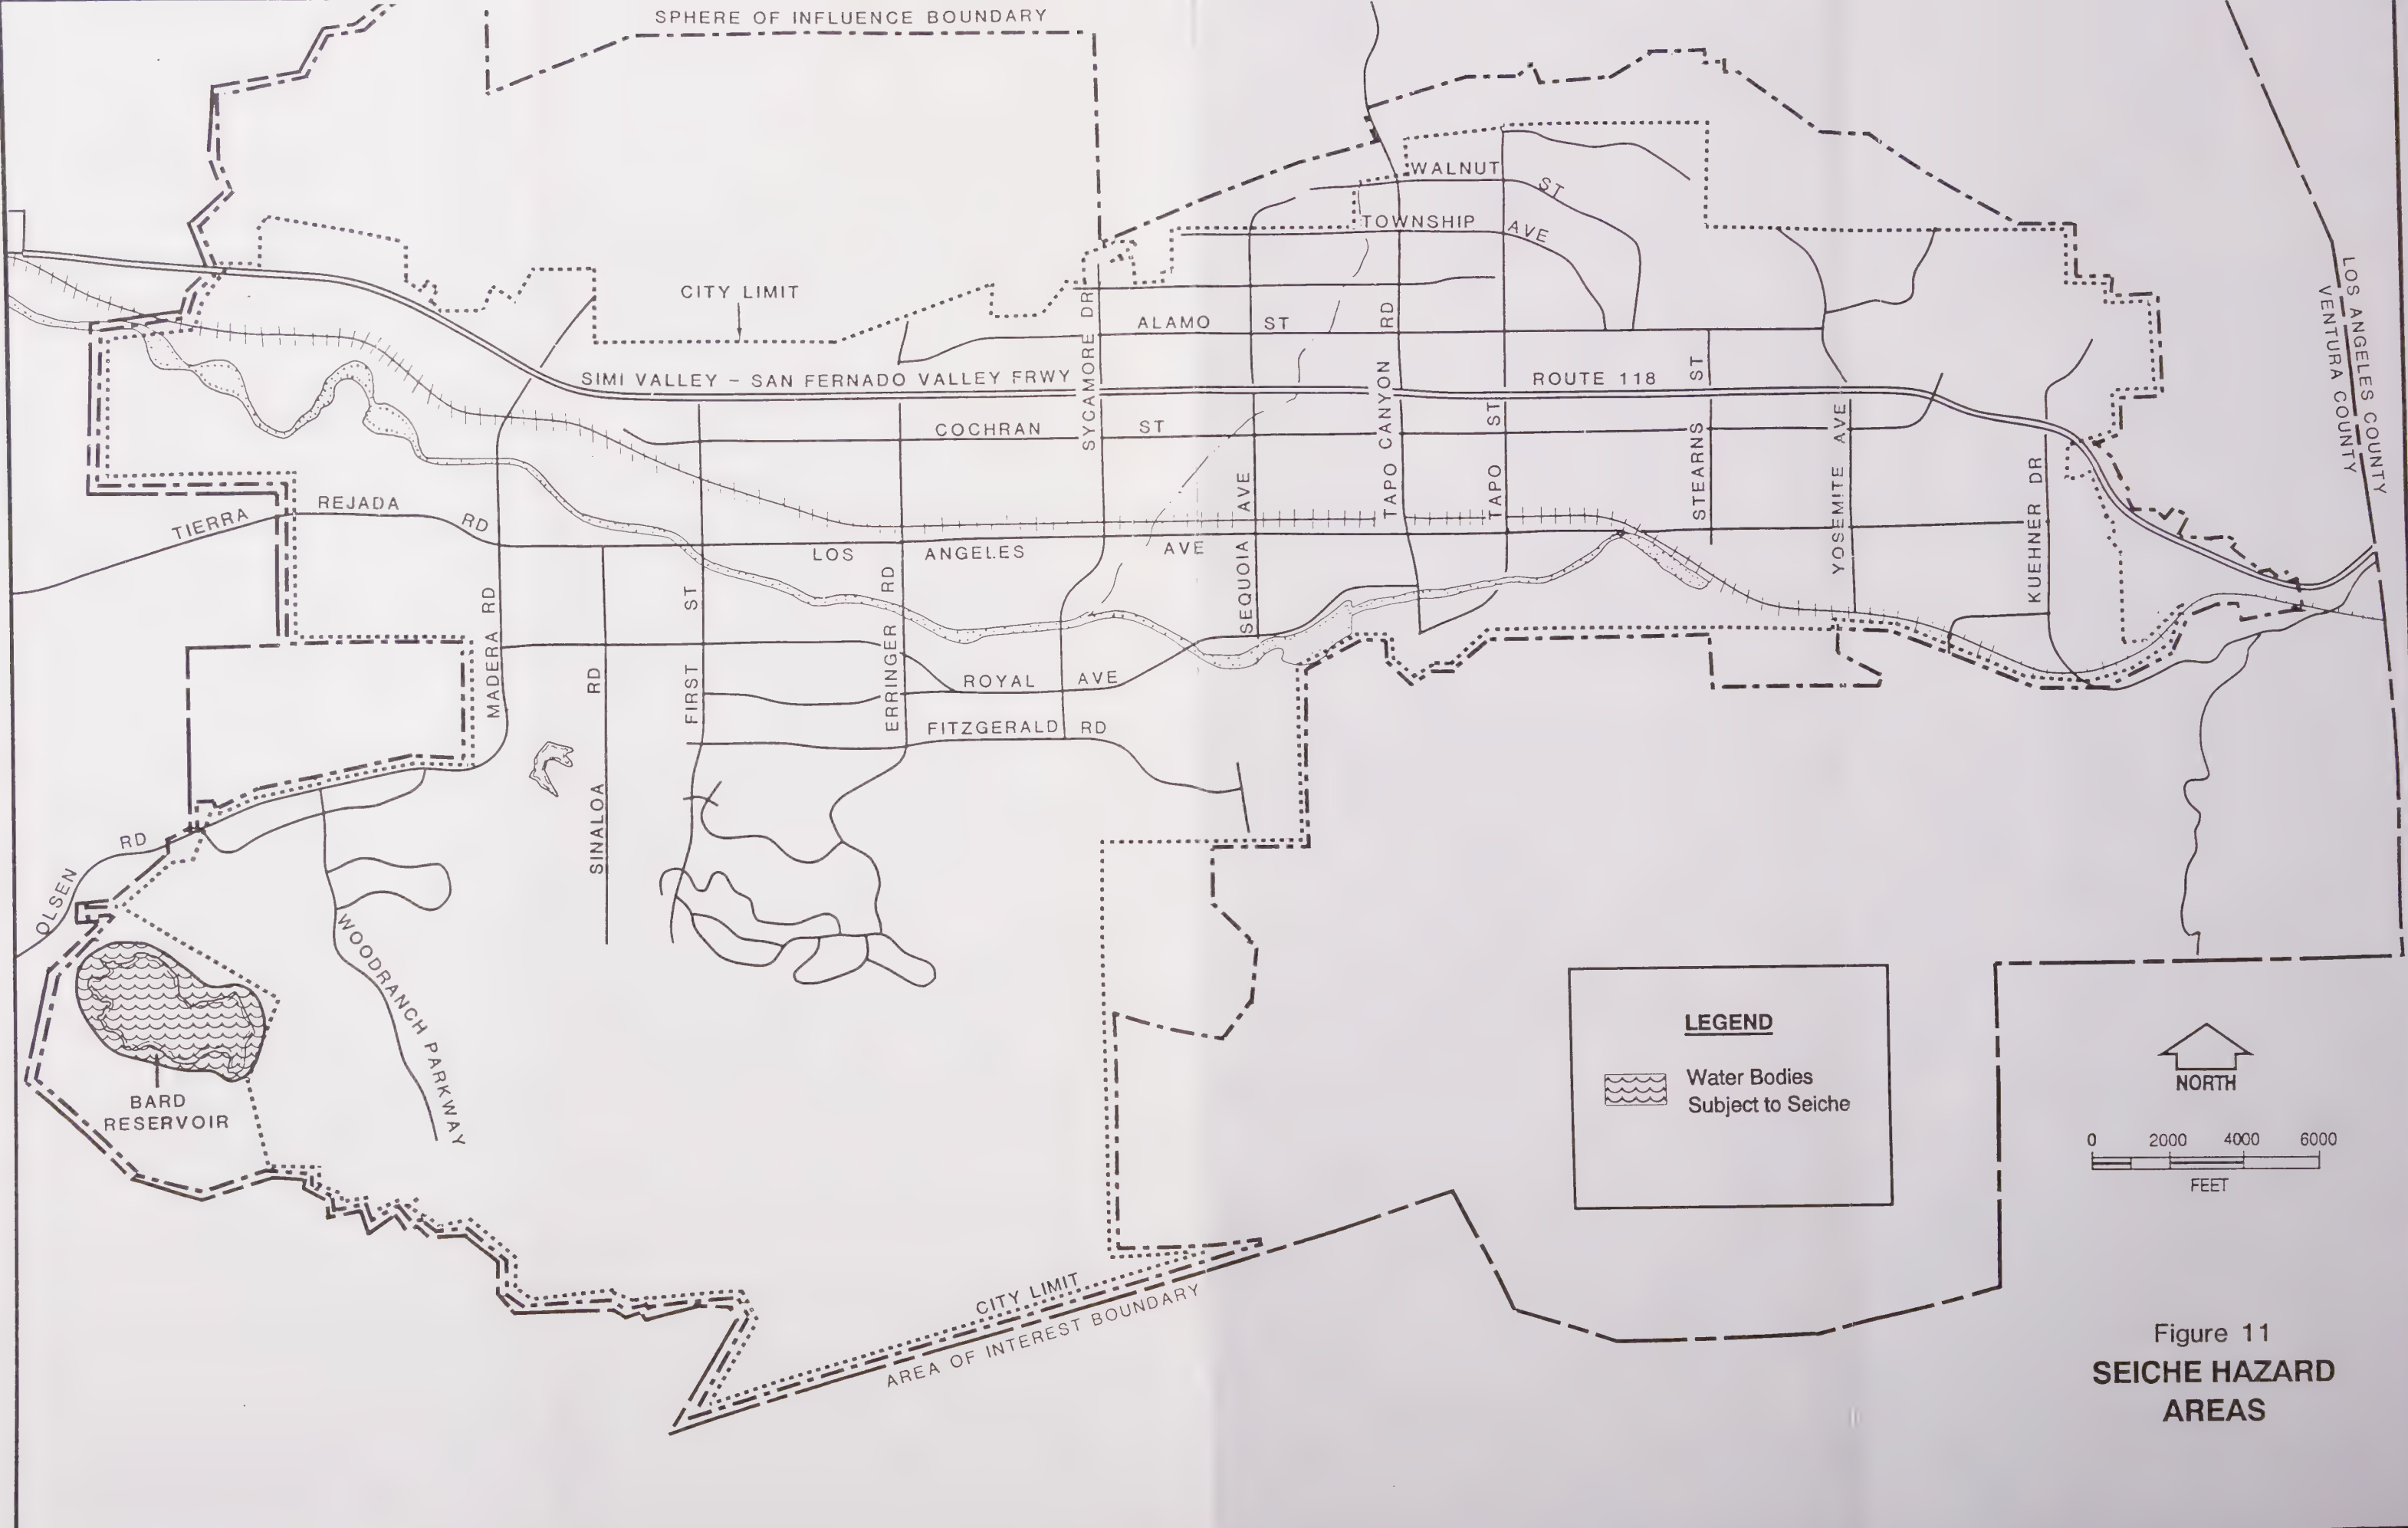 SPHERE OF INFLUENCE BOUNDARY
WALNUT ST
TOWNSHIP AVE
CITY LIMIT
ALAMO ST
SYCAMORE DR
TAPO CANYON RD
SIMI VALLEY – SAN FERNADO VALLEY FRWY
ROUTE 118
COCHRAN ST
TAPO ST
STEARNS ST
YOSEMITE AVE
KUEHNER DR
LOS ANGELES COUNTY
VENTURA COUNTY
TIERRA REJADA RD
LOS ANGELES AVE
SEQUOIA AVE
MADERA RD
SINALOA RD
FIRST ST
ERRINGER RD
ROYAL AVE
FITZGERALD RD
OLSEN RD
WOODRANCH PARKWAY
BARD
RESERVOIR
CITY LIMIT
AREA OF INTEREST BOUNDARY
LEGEND
Water Bodies
Subject to Seiche
NORTH
0 2000 4000 6000
FEET
Figure 11
SEICHE HAZARD
AREAS